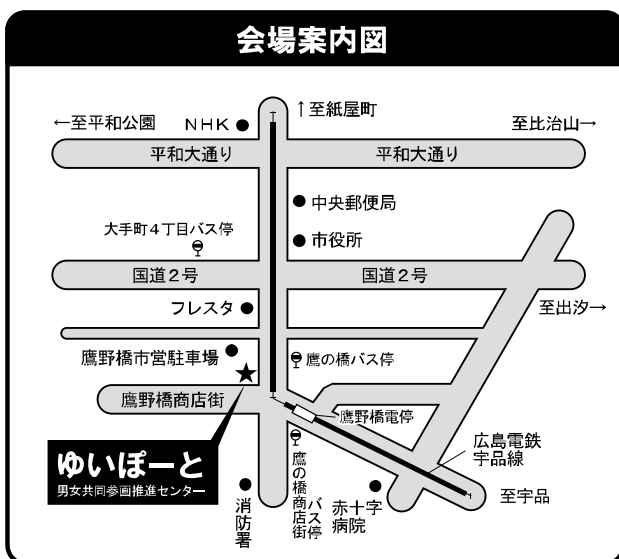 会場案内図
↑至紙屋町
←至平和公園
NHK
至比治山→
平和大通り
平和大通り
中央郵便局
大手町4丁目バス停
市役所
国道2号
国道2号
フレスタ
至出汐→
鷹野橋市営駐車場
鷹の橋バス停
鷹野橋商店街
鷹野橋電停
ゆいぽーと
男女共同参画推進センター
広島電鉄
宇品線
鷹の橋商店街
バス停
消防署
赤十字
病院
至宇品